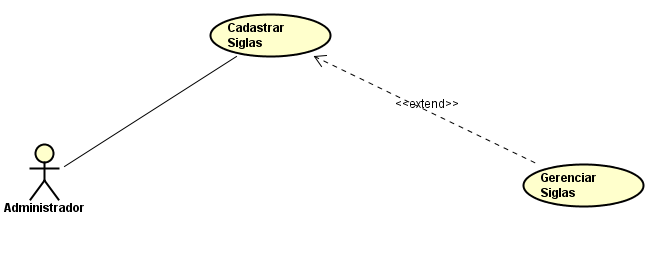 Cadastrar
Siglas
<<extend>>
Gerenciar
Siglas
Administrador